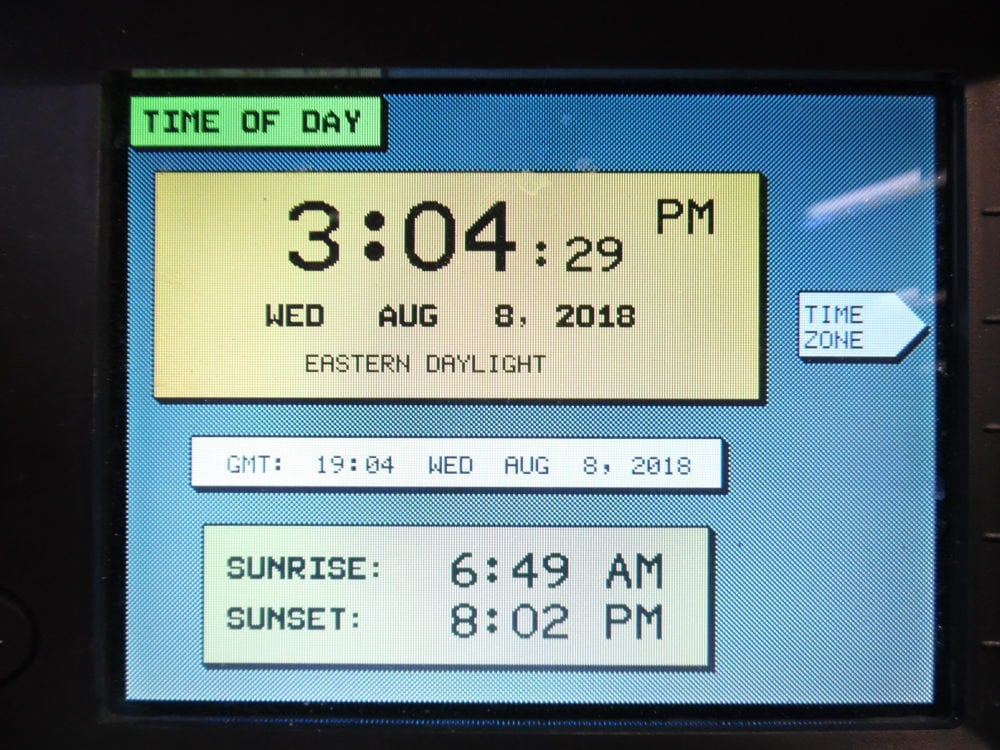 TIME OF DAY
3:04:29 PM
WED AUG 8, 2018
EASTERN DAYLIGHT
TIME
ZONE
GMT: 19:04 WED AUG 8, 2018
SUNRISE: 6:49 AM
SUNSET: 8:02 PM